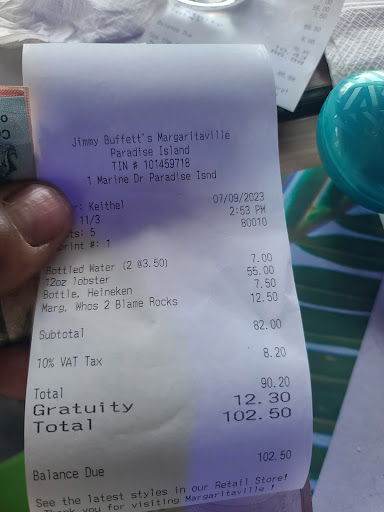 Jimmy Buffett's Margaritaville
Paradise Island
TIN # 101459718
1 Marine Dr Paradise Isnd
: Keithel 07/09/2023
11/3 2:53 PM
: 5 80010
#: 1
Bottled Water (2 @3.50) 7.00
12oz lobster 55.00
Bottle, Heineken 7.50
Marg, Whos 2 Blame Rocks 12.50
Subtotal 82.00
10% VAT Tax 8.20
Total 90.20
Gratuity 12.30
Total 102.50
Balance Due 102.50
See the latest styles in our Retail Store!
Thank you for visiting Margaritaville !